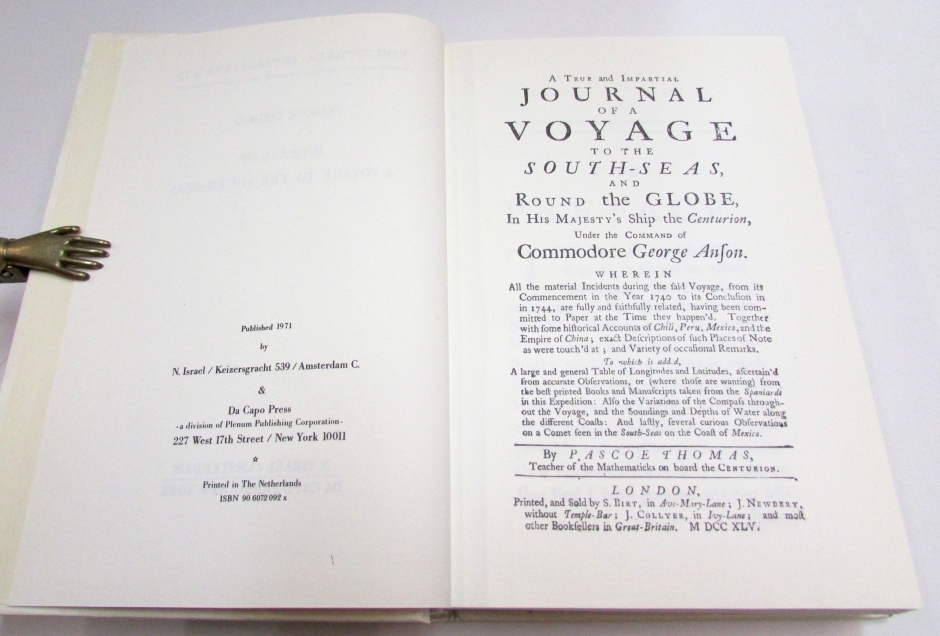 Published 1971
by
N. Israel / Keizersgracht 539 / Amsterdam C.
&
Da Capo Press
-a division of Plenum Publishing Corporation-
227 West 17th Street / New York 10011
*
Printed in The Netherlands
ISBN 90 6072 092 x
A TRUE and IMPARTIAL
JOURNAL
OF A
VOYAGE
TO THE
SOUTH-SEAS,
AND
ROUND the GLOBE,
In HIS MAJESTY'S Ship the Centurion,
Under the COMMAND of
Commodore George Anſon.
WHEREIN
All the material Incidents during the ſaid Voyage, from its
Commencement in the Year 1740 to its Concluſion in
in 1744, are fully and faithfully related, having been com-
mitted to Paper at the Time they happen'd. Together
with ſome hiſtorical Accounts of Chili, Peru, Mexico, and the
Empire of China; exact Deſcriptions of ſuch Places of Note
as were touch'd at; and Variety of occaſional Remarks.
To which is added,
A large and general Table of Longitudes and Latitudes, aſcertain'd
from accurate Obſervations, or (where thoſe are wanting) from
the beſt printed Books and Manuſcripts taken from the Spaniards
in this Expedition: Alſo the Variations of the Compaſs through-
out the Voyage, and the Soundings and Depths of Water along
the different Coaſts: And laſtly, ſeveral curious Obſervations
on a Comet ſeen in the South-Seas on the Coaſt of Mexico.
By PASCOE THOMAS,
Teacher of the Mathematicks on board the CENTURION.
LONDON,
Printed, and Sold by S. BIRT, in Ave-Mary-Lane; J. NEWBERY,
without Temple-Bar; J. COLLYER, in Ivy-Lane; and moſt
other Bookſellers in Great-Britain. M DCC XLV.